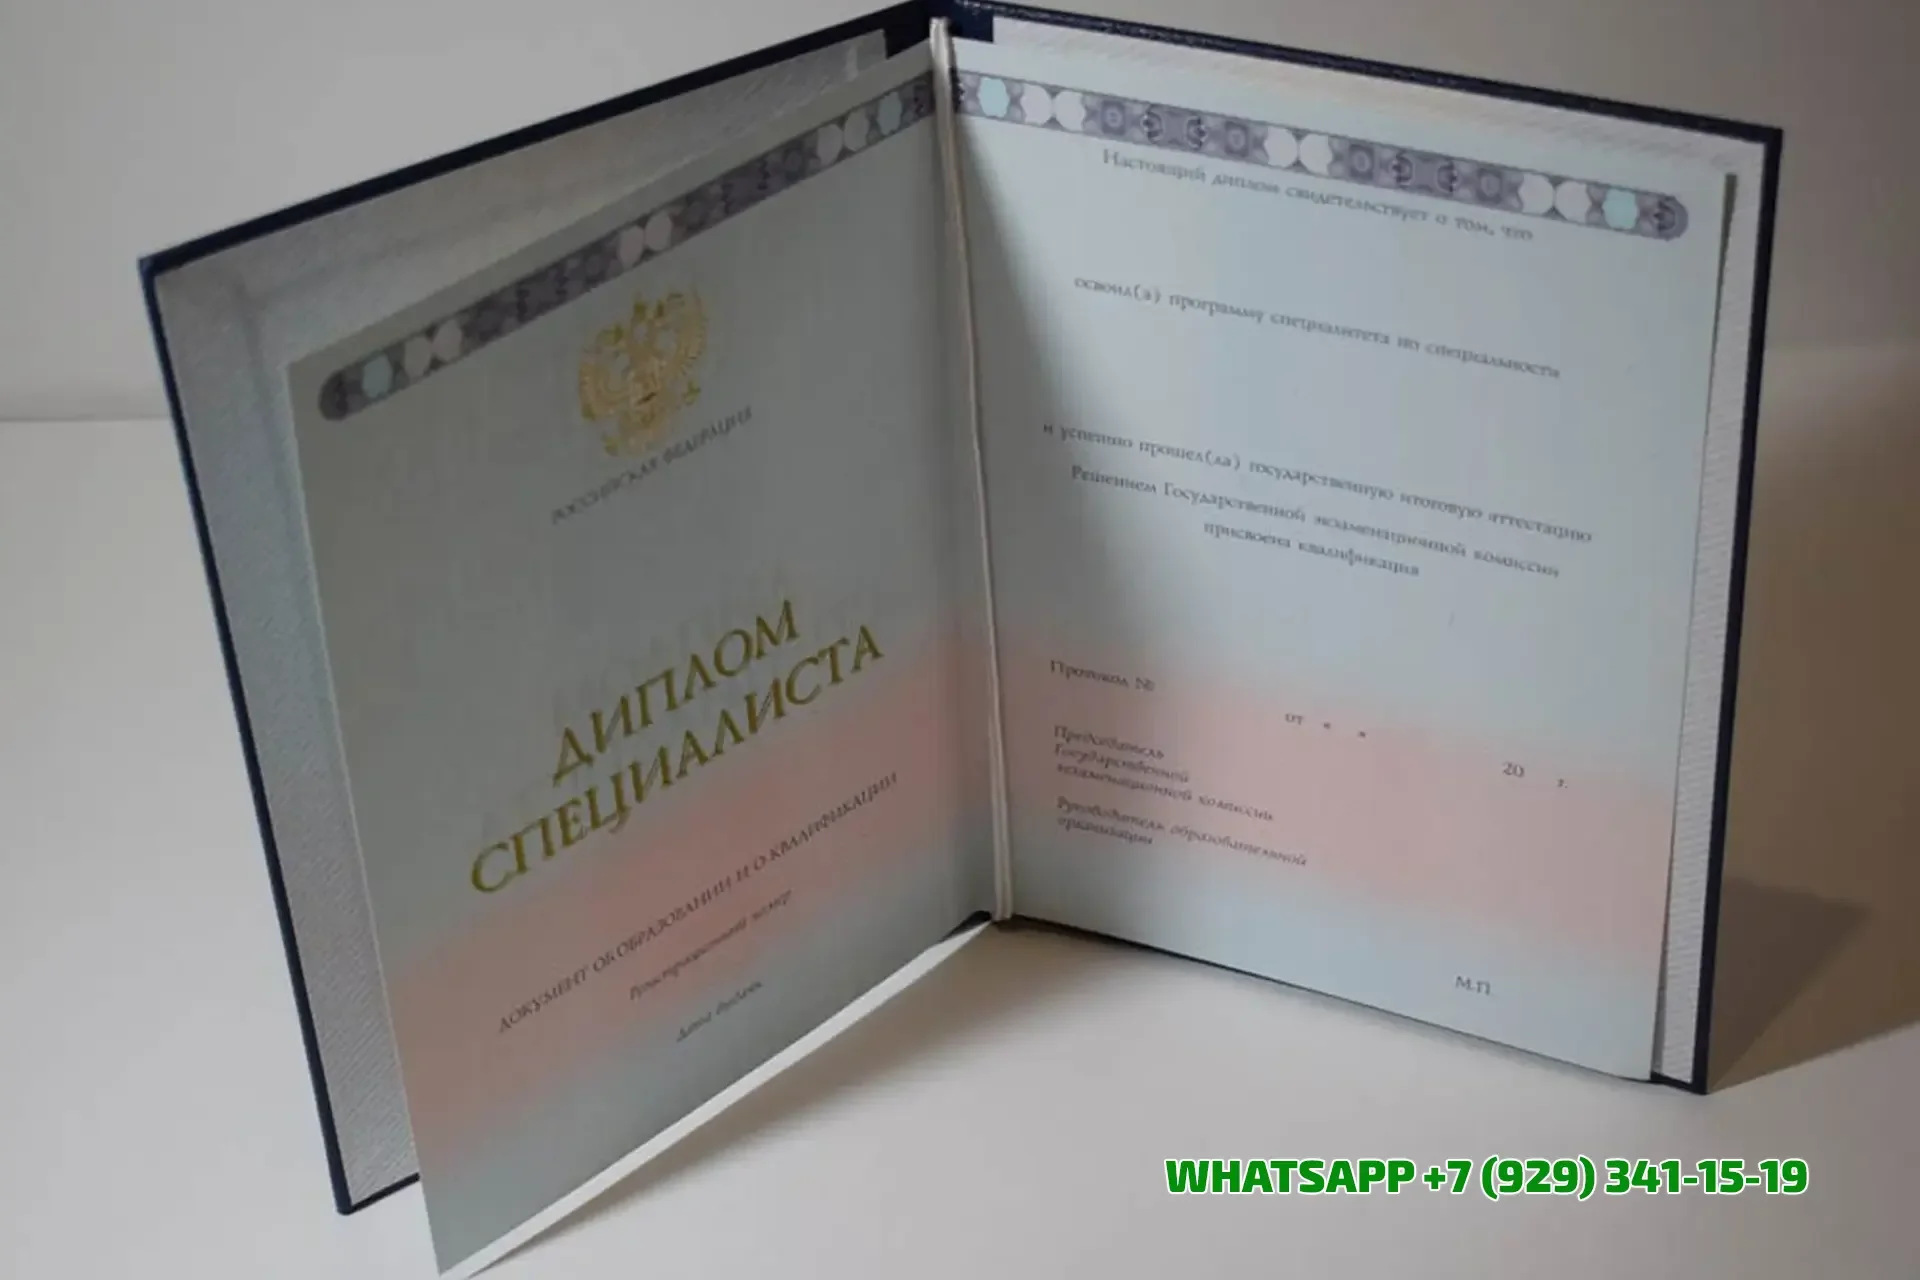 РОССИЙСКАЯ ФЕДЕРАЦИЯ
ДИПЛОМ
СПЕЦИАЛИСТА
ДОКУМЕНТ ОБ ОБРАЗОВАНИИ И О КВАЛИФИКАЦИИ
Регистрационный номер
Дата выдачи
Настоящий диплом свидетельствует о том, что
освоил(а) программу специалитета по специальности
и успешно прошел(ла) государственную итоговую аттестацию
Решением Государственной экзаменационной комиссии
присвоена квалификация
Протокол №
от « » 20 г.
Председатель
Государственной
экзаменационной комиссии
Руководитель образовательной
организации
М.П.
WHATSAPP +7 (929) 341-15-19